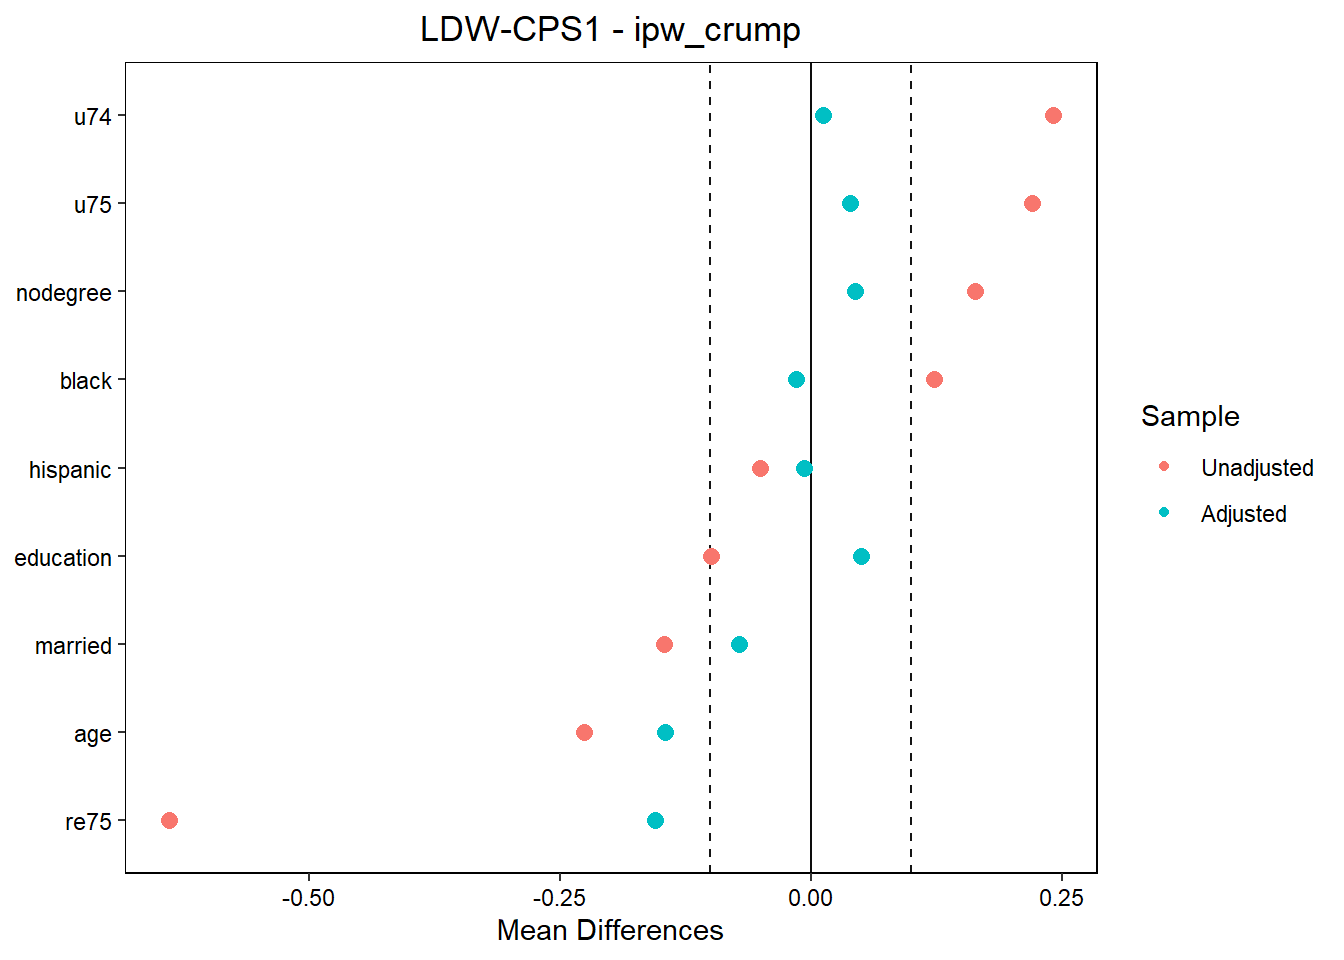 LDW-CPS1 - ipw_crump
u74
u75
nodegree
black
hispanic
education
married
age
re75
-0.50
-0.25
0.00
0.25
Mean Differences
Sample
Unadjusted
Adjusted